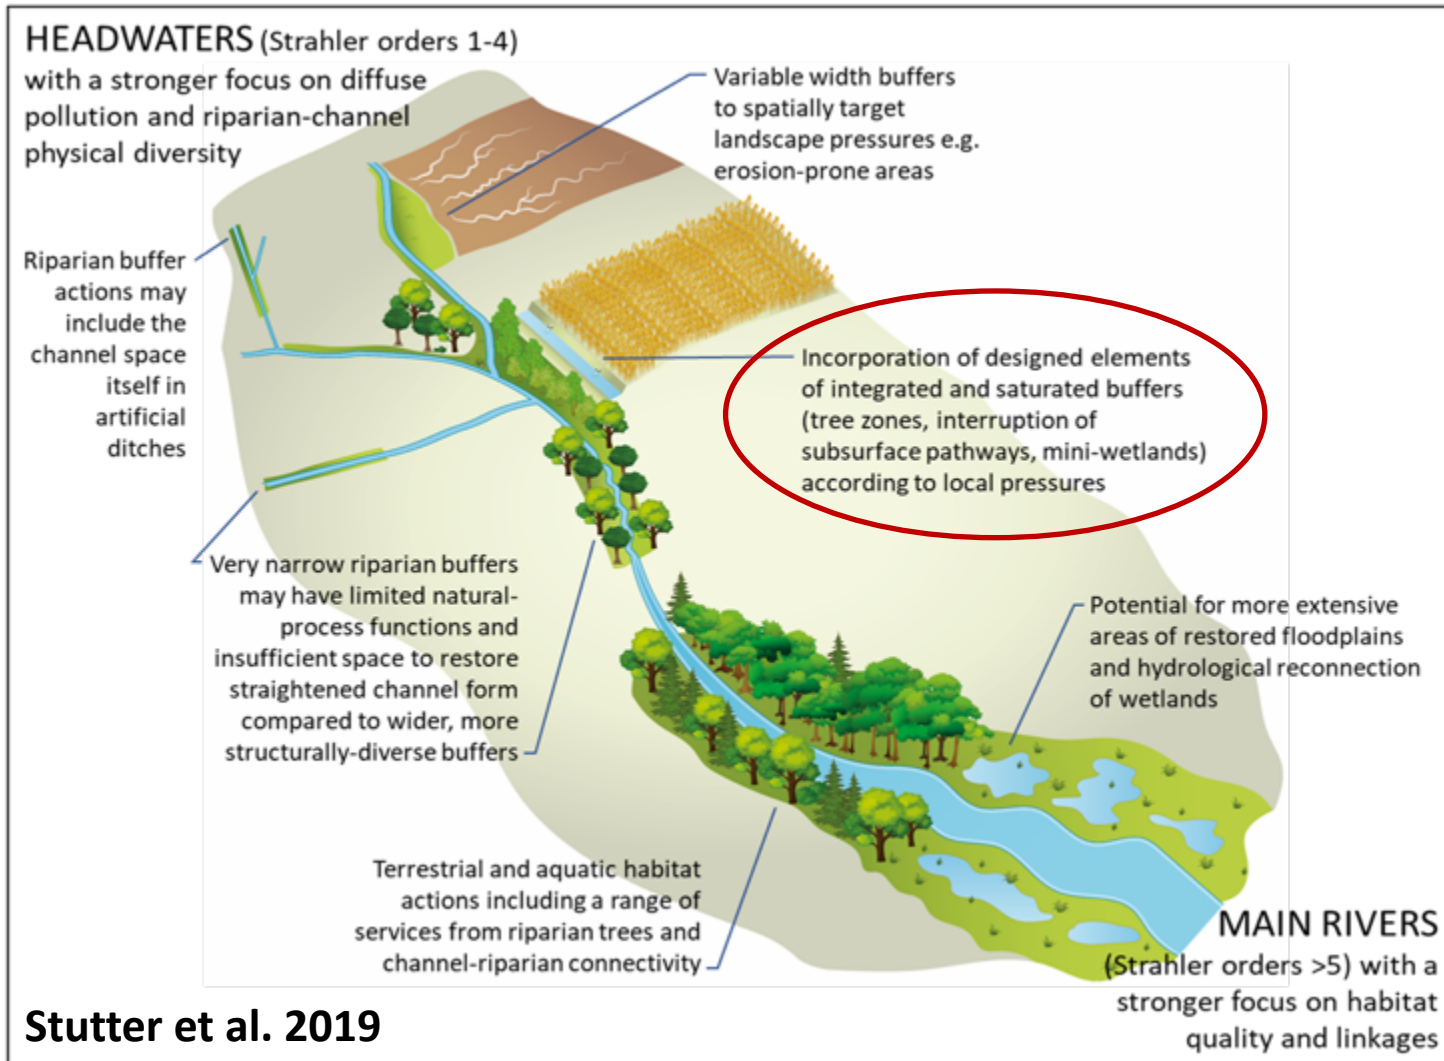 HEADWATERS (Strahler orders 1-4)
with a stronger focus on diffuse
pollution and riparian-channel
physical diversity
Variable width buffers
to spatially target
landscape pressures e.g.
erosion-prone areas
Riparian buffer
actions may
include the
channel space
itself in
artificial
ditches
Incorporation of designed elements
of integrated and saturated buffers
(tree zones, interruption of
subsurface pathways, mini-wetlands)
according to local pressures
Very narrow riparian buffers
may have limited natural-
process functions and
insufficient space to restore
straightened channel form
compared to wider, more
structurally-diverse buffers
Potential for more extensive
areas of restored floodplains
and hydrological reconnection
of wetlands
Terrestrial and aquatic habitat
actions including a range of
services from riparian trees and
channel-riparian connectivity
MAIN RIVERS
(Strahler orders >5) with a
stronger focus on habitat
quality and linkages
Stutter et al. 2019